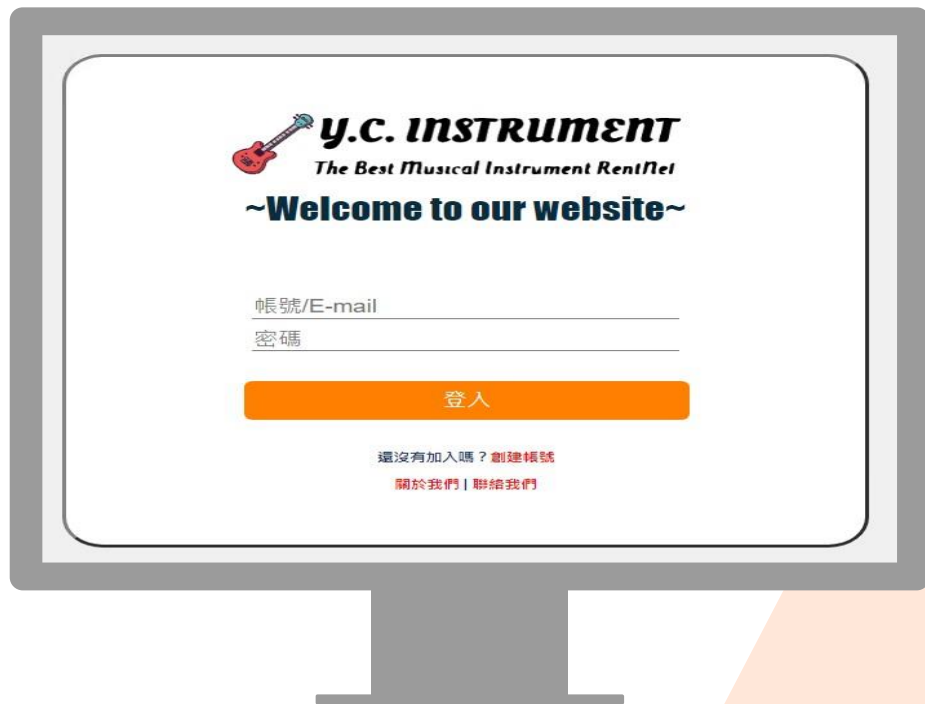 Y.C. INSTRUMENT
The Best Musical Instrument RentNet
~Welcome to our website~
帳號/E-mail
密碼
登入
還沒有加入嗎？創建帳號
關於我們 | 聯絡我們